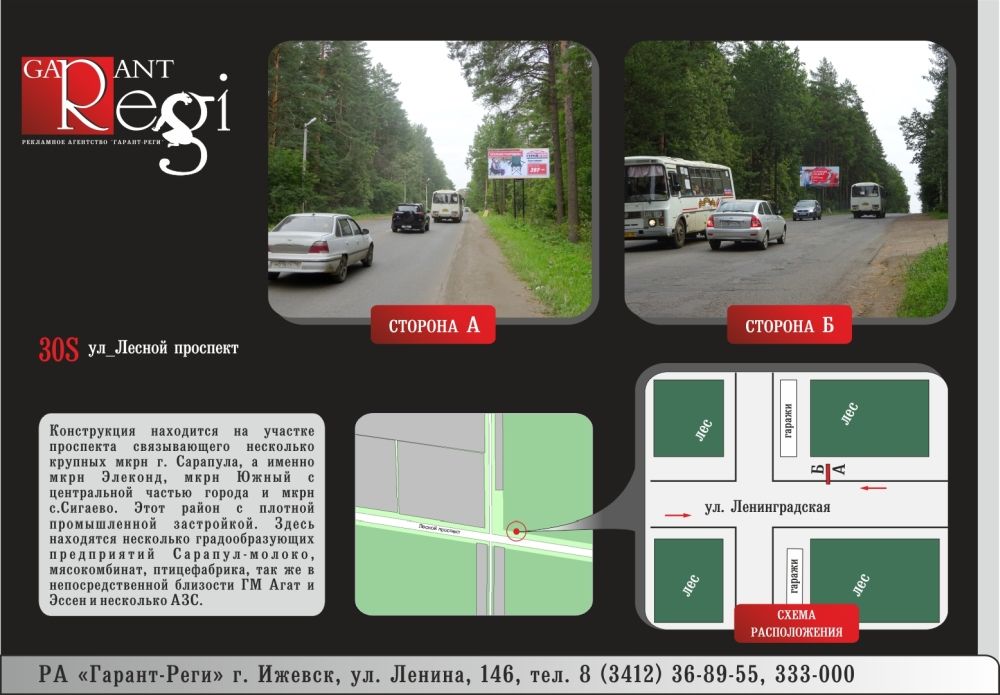 GARANT
Regi
РЕКЛАМНОЕ АГЕНТСТВО "ГАРАНТ-РЕГИ"
СТОРОНА А
СТОРОНА Б
30S ул_Лесной проспект
Конструкция находится на участке
проспекта связывающего несколько
крупных мкрн г. Сарапула, а именно
мкрн Элеконд, мкрн Южный с
центральной частью города и мкрн
с.Сигаево. Этот район с плотной
промышленной застройкой. Здесь
находятся несколько градообразующих
предприятий Сарапул-молоко,
мясокомбинат, птицефабрика, так же в
непосредственной близости ГМ Агат и
Эссен и несколько АЗС.
Лесной проспект
лес
гаражи
лес
Б
А
ул. Ленинградская
лес
гаражи
лес
СХЕМА
РАСПОЛОЖЕНИЯ
РА «Гарант-Реги» г. Ижевск, ул. Ленина, 146, тел. 8 (3412) 36-89-55, 333-000